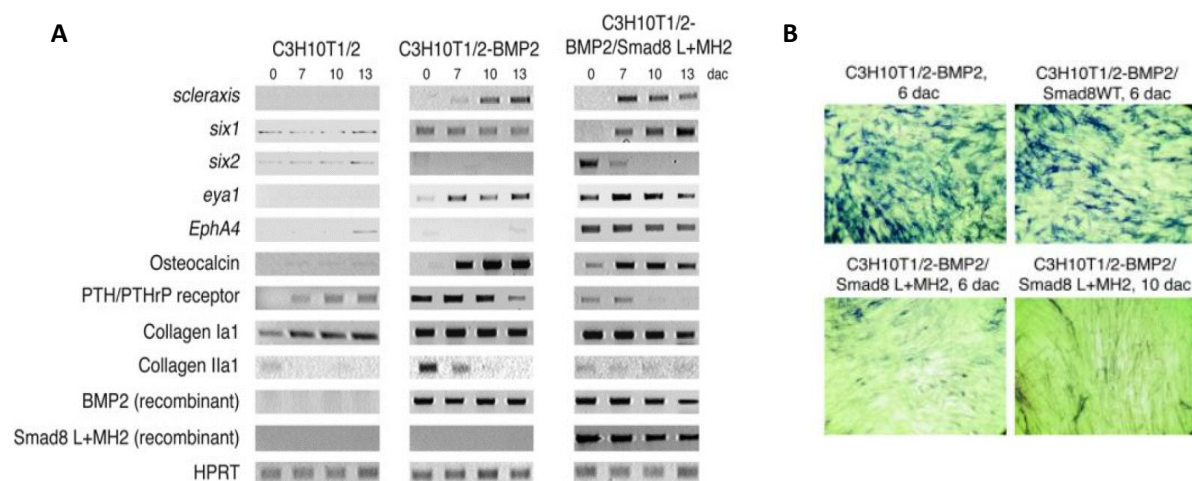 A
C3H10T1/2
C3H10T1/2-BMP2
C3H10T1/2-
BMP2/Smad8 L+MH2
0 7 10 13
0 7 10 13
0 7 10 13 dac
scleraxis
six1
six2
eya1
EphA4
Osteocalcin
PTH/PTHrP receptor
Collagen Ia1
Collagen IIa1
BMP2 (recombinant)
Smad8 L+MH2 (recombinant)
HPRT
B
C3H10T1/2-BMP2,
6 dac
C3H10T1/2-BMP2/
Smad8WT, 6 dac
C3H10T1/2-BMP2/
Smad8 L+MH2, 6 dac
C3H10T1/2-BMP2/
Smad8 L+MH2, 10 dac